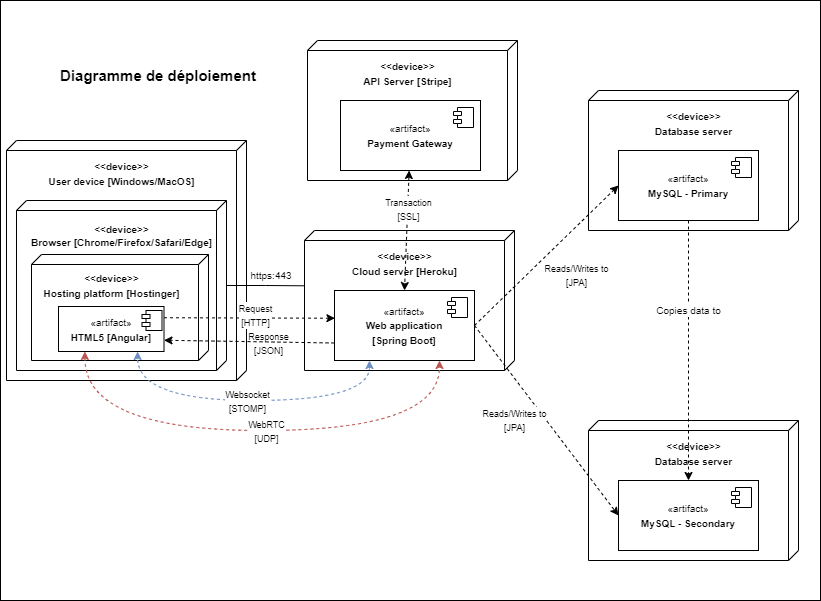 Diagramme de déploiement
<<device>>
API Server [Stripe]
«artifact»
Payment Gateway
<<device>>
Database server
«artifact»
MySQL - Primary
<<device>>
User device [Windows/MacOS]
<<device>>
Browser [Chrome/Firefox/Safari/Edge]
<<device>>
Hosting platform [Hostinger]
«artifact»
HTML5 [Angular]
Transaction
[SSL]
<<device>>
Cloud server [Heroku]
«artifact»
Web application
[Spring Boot]
https:443
Request
[HTTP]
Response
[JSON]
Websocket
[STOMP]
WebRTC
[UDP]
Reads/Writes to
[JPA]
Copies data to
Reads/Writes to
[JPA]
<<device>>
Database server
«artifact»
MySQL - Secondary